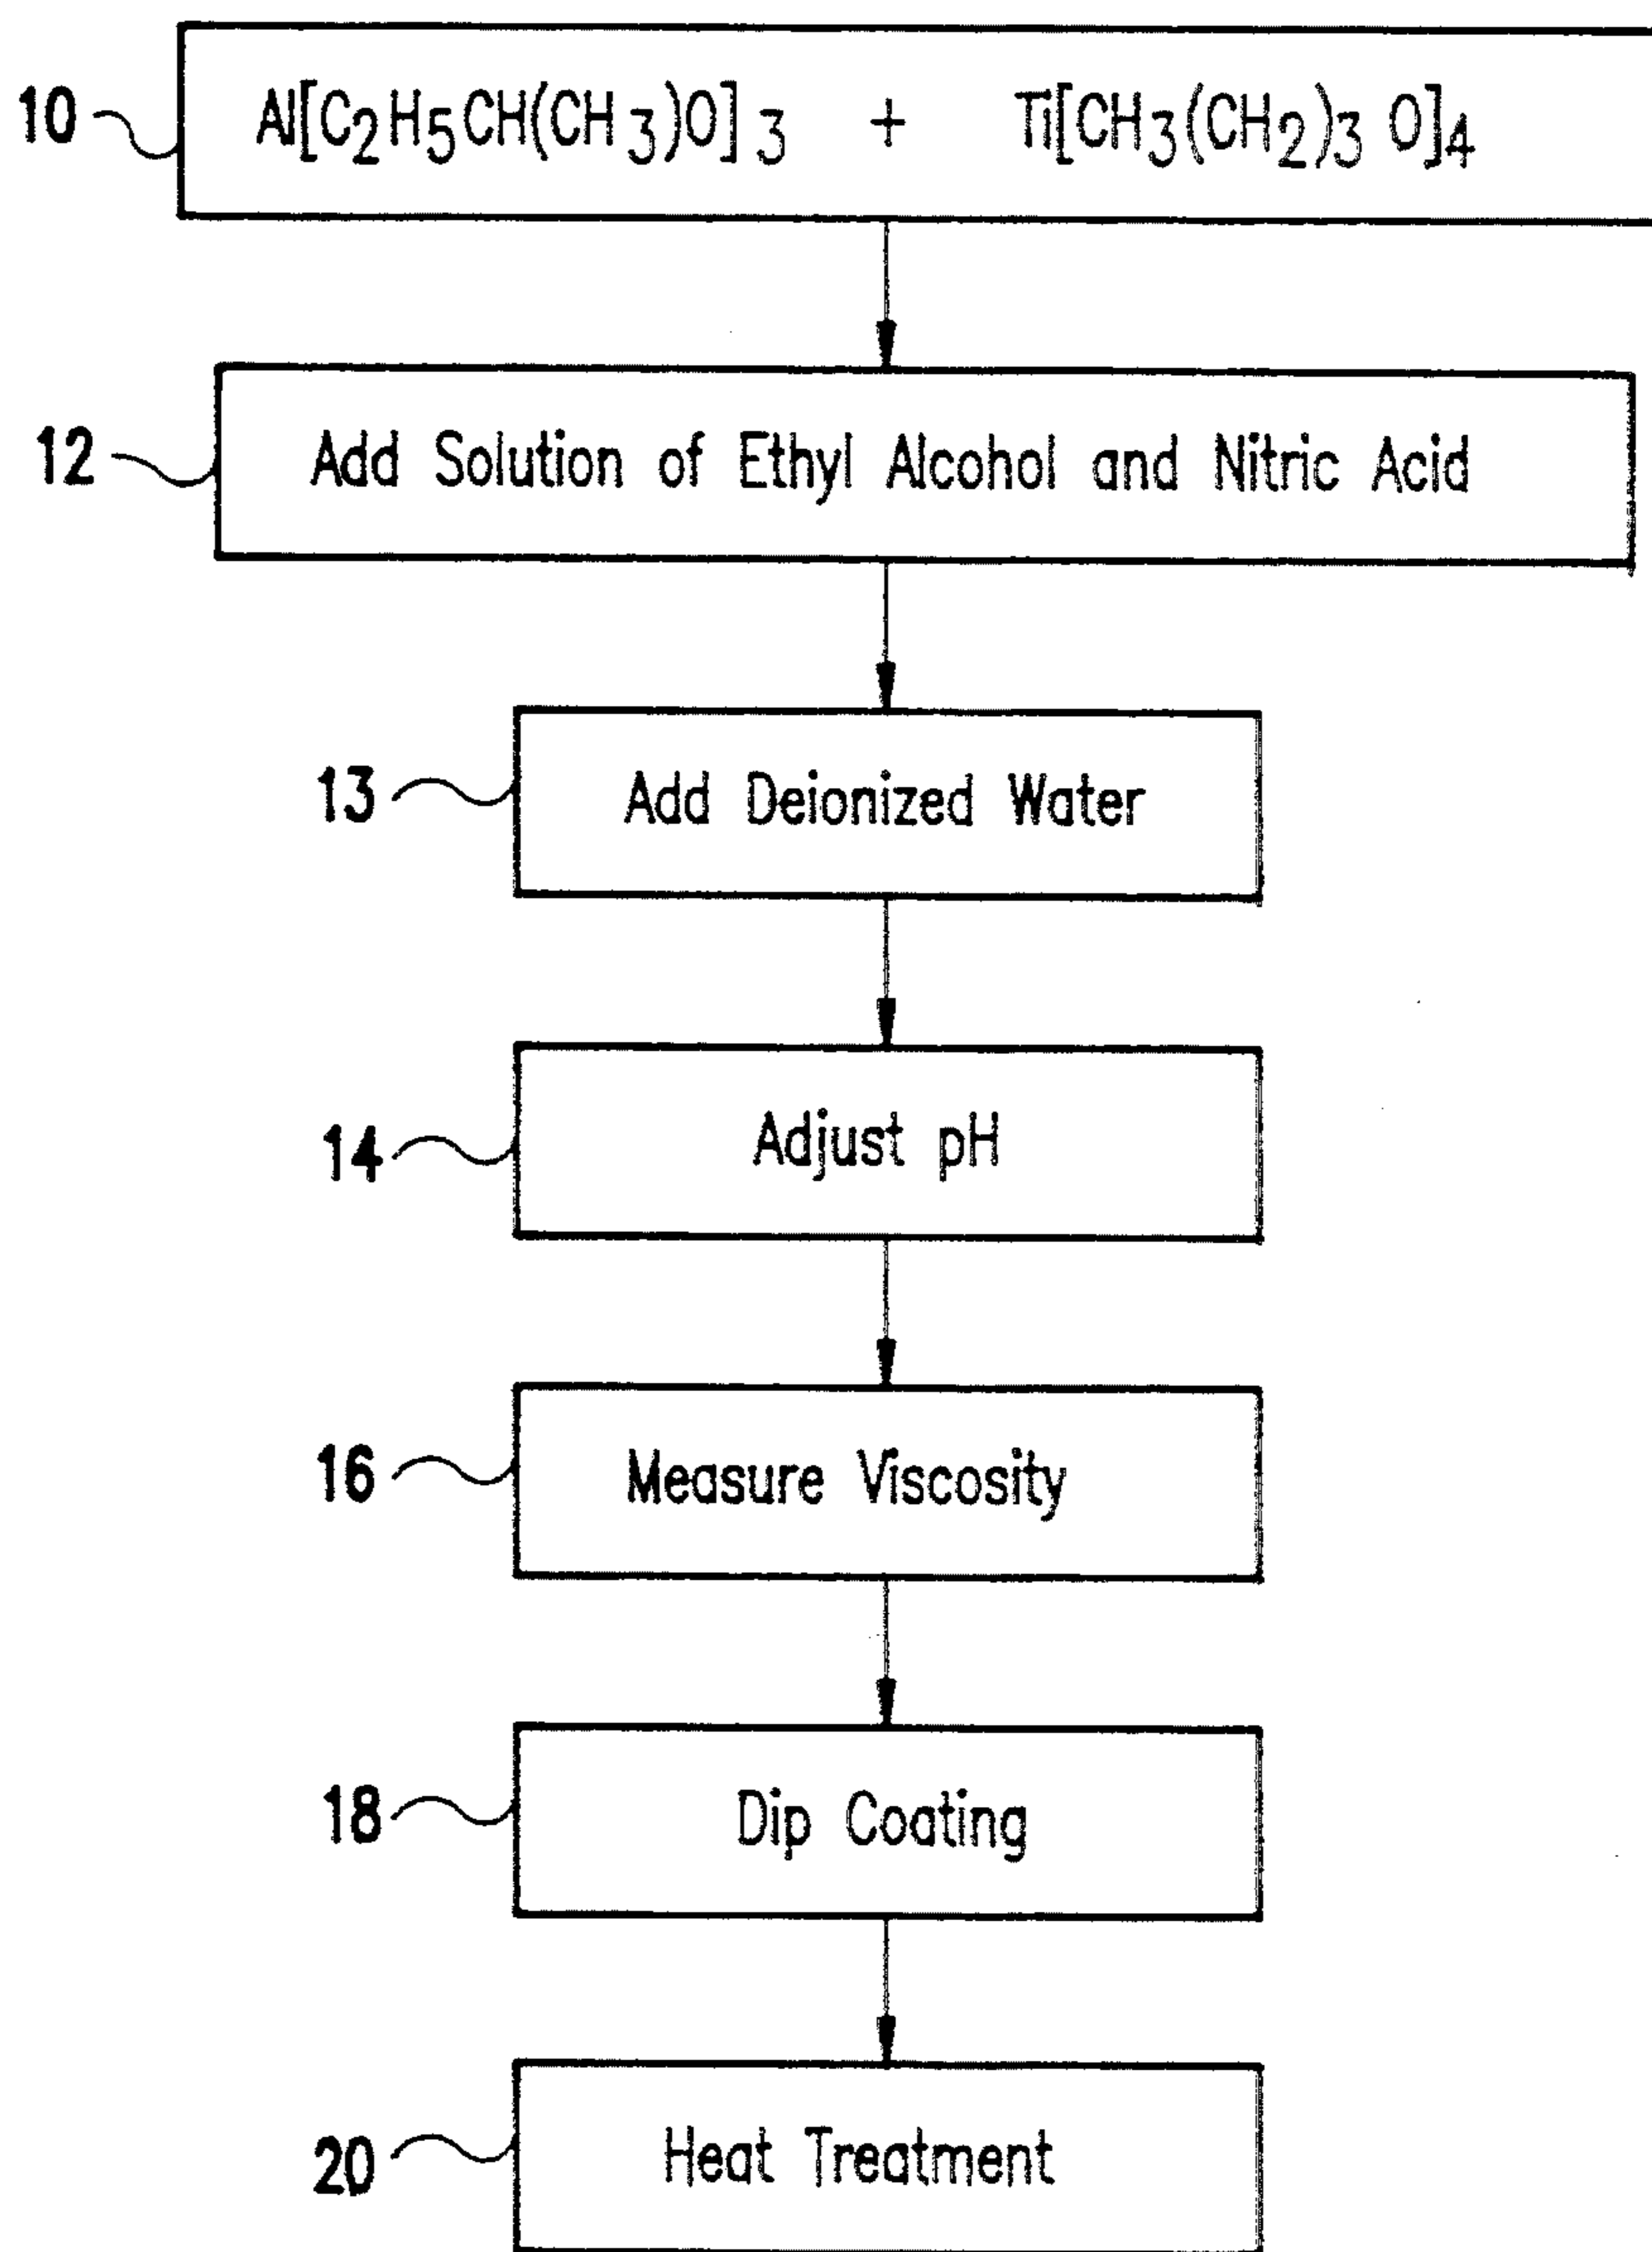 10 Al[C₂H₅CH(CH₃)O]₃ + Ti[CH₃(CH₂)₃ O]₄
12 Add Solution of Ethyl Alcohol and Nitric Acid
13 Add Deionized Water
14 Adjust pH
16 Measure Viscosity
18 Dip Coating
20 Heat Treatment